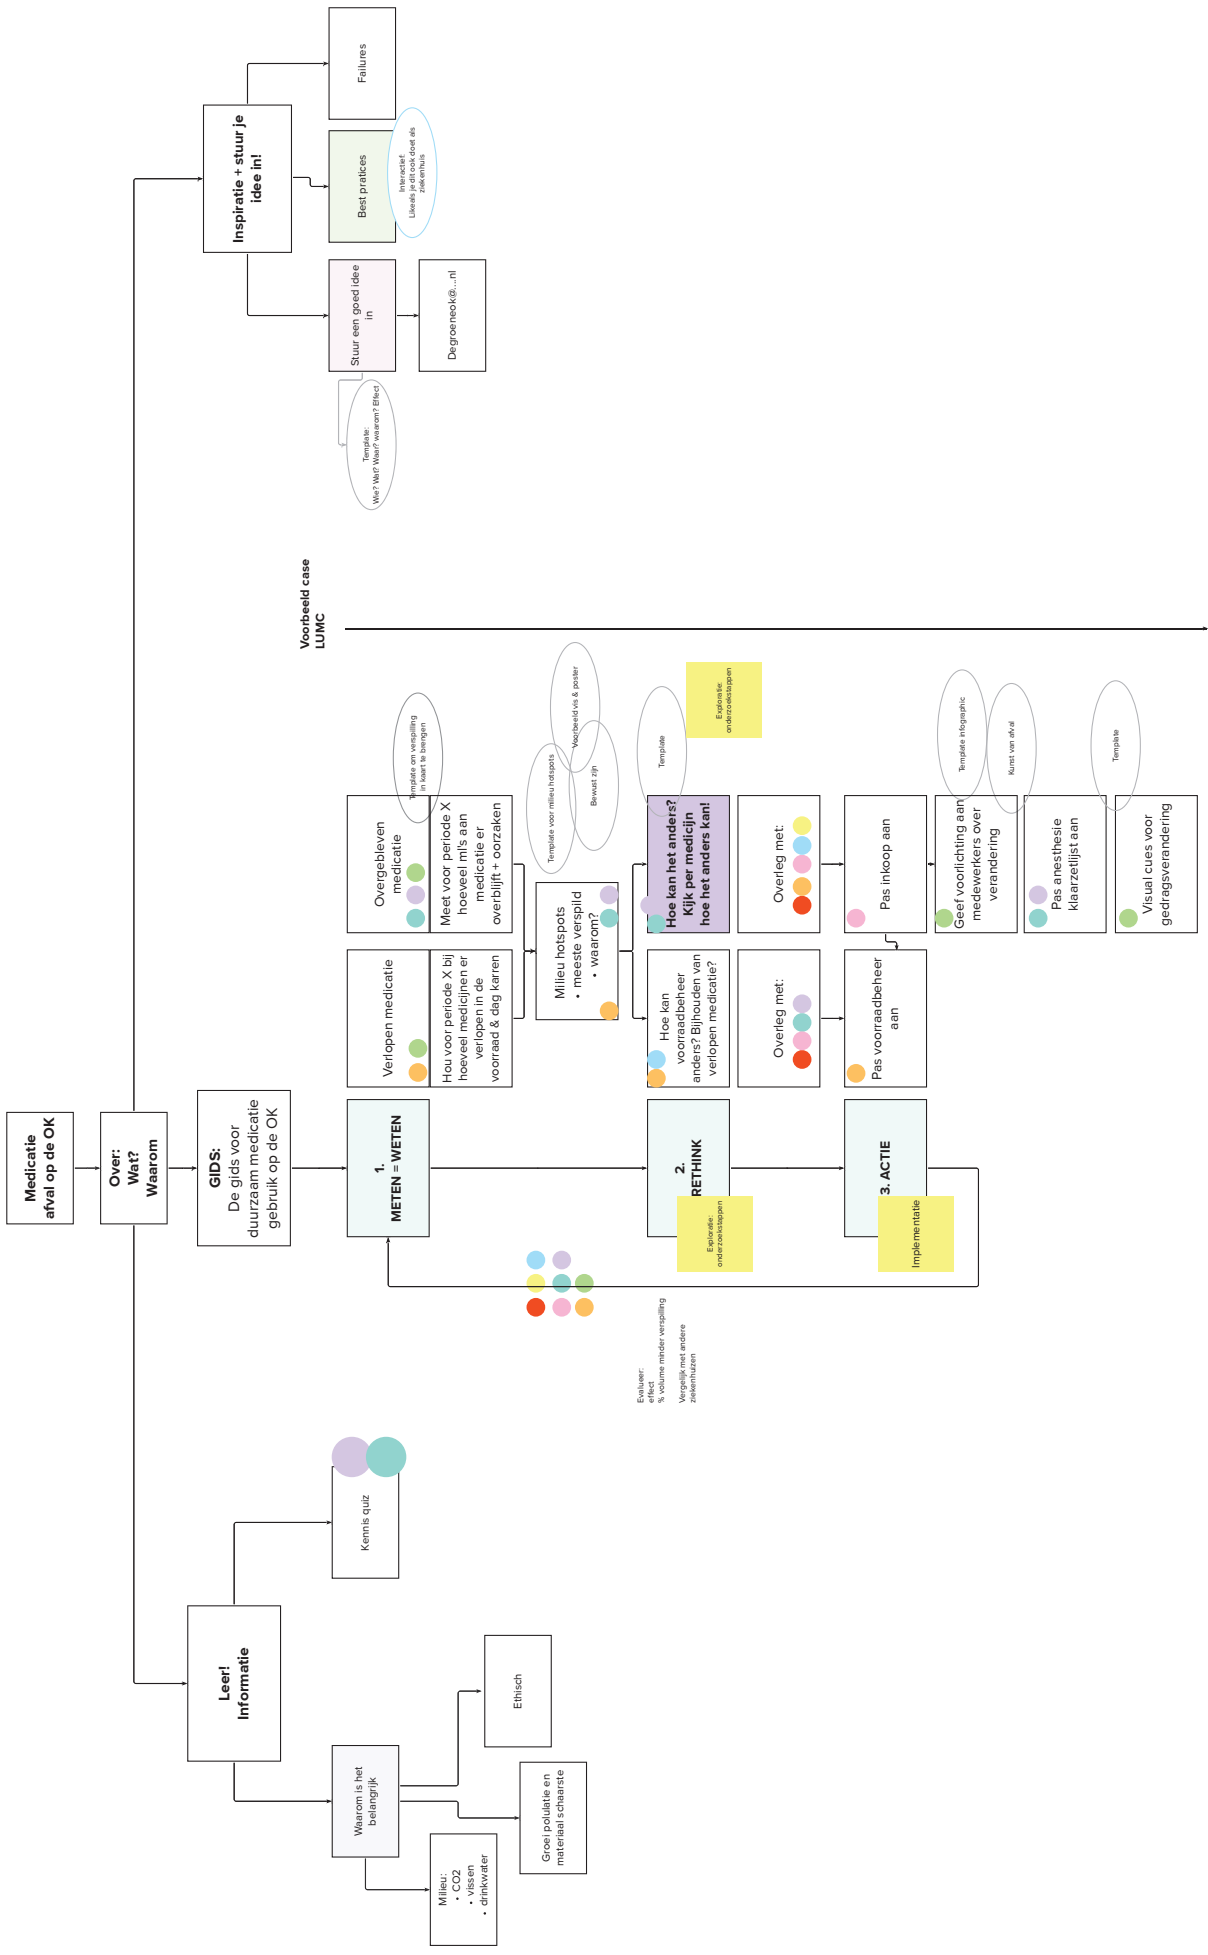 Medicatie
afval op de OK
Over:
Wat?
Waarom
Leer!
Informatie
Waarom is het
belangrijk
Milieu:
• CO2
• vissen
• drinkwater
Groei polulatie en
materiaal schaarste
Ethisch
Kennis quiz
GIDS:
De gids voor
duurzaam medicatie
gebruik op de OK
1.
METEN = WETEN
Verlopen medicatie
Hou voor periode X bij
hoeveel medicijnen er
verlopen in de
voorraad & dag karren
Overgebleven
medicatie
Meet voor periode X
hoeveel ml's aan
medicatie er
overblijft + oorzaken
Template om verspilling
in kaart te brengen
Milieu hotspots
• meeste verspild
• waarom?
Template voor milieu hotspots
Bewust zijn
Voorbeeld vis & poster
2.
RETHINK
Exploratie:
onderzoekstappen
Hoe kan
voorraadbeheer
anders? Bijhouden van
verlopen medicatie?
Hoe kan het anders?
Kijk per medicijn
hoe het anders kan!
Template
Exploratie:
onderzoekstappen
Overleg met:
Overleg met:
3. ACTIE
Implementatie
Pas voorraadbeheer
aan
Pas inkoop aan
Geef voorlichting aan
medewerkers over
verandering
Template infographic
Kunst van afval
Pas anesthesie
klaarzetlijst aan
Visual cues voor
gedragsverandering
Template
Evalueer:
effect
% volume minder verspilling
Vergelijk met andere
ziekenhuizen
Voorbeeld case
LUMC
Inspiratie + stuur je
idee in!
Stuur een goed idee
in
Template:
Wie? Wat? Waar? waarom? Effect
Degroeneok@....nl
Best pratices
Interactief:
Likeals je dit ook doet als
ziekenhuis
Failures